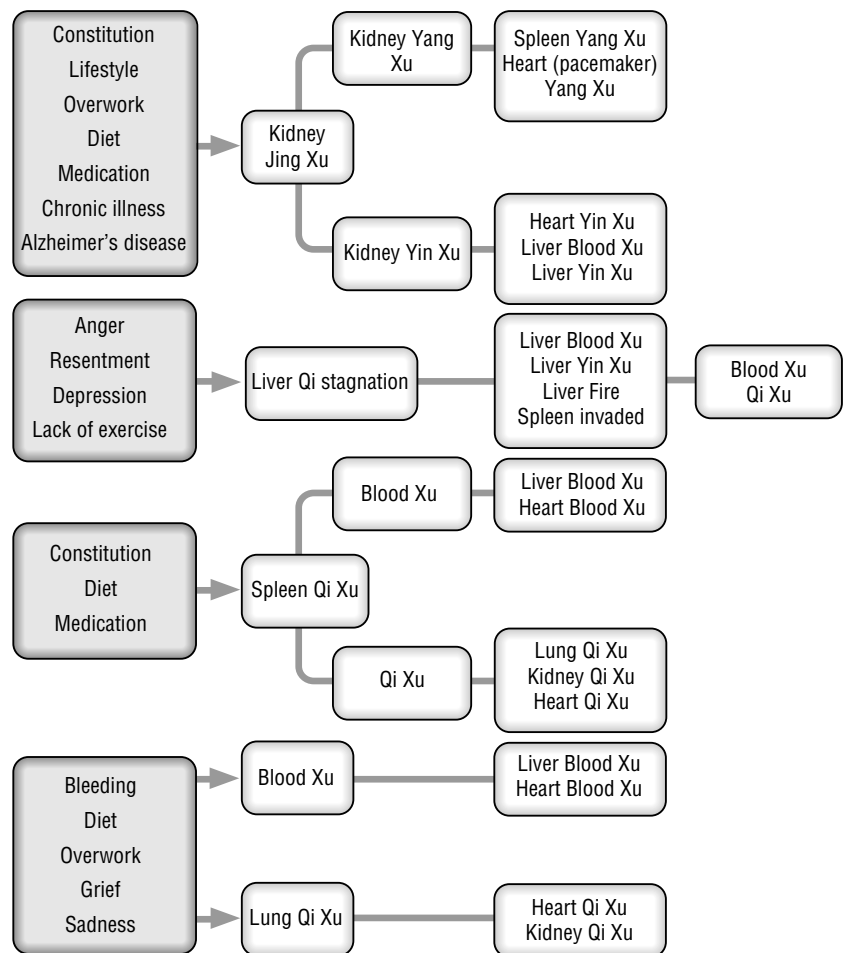 Constitution
Lifestyle
Overwork
Diet
Medication
Chronic illness
Alzheimer’s disease
Kidney
Jing Xu
Kidney Yang
Xu
Spleen Yang Xu
Heart (pacemaker)
Yang Xu
Kidney Yin Xu
Heart Yin Xu
Liver Blood Xu
Liver Yin Xu
Anger
Resentment
Depression
Lack of exercise
Liver Qi stagnation
Liver Blood Xu
Liver Yin Xu
Liver Fire
Spleen invaded
Blood Xu
Qi Xu
Constitution
Diet
Medication
Spleen Qi Xu
Blood Xu
Liver Blood Xu
Heart Blood Xu
Qi Xu
Lung Qi Xu
Kidney Qi Xu
Heart Qi Xu
Bleeding
Diet
Overwork
Grief
Sadness
Blood Xu
Liver Blood Xu
Heart Blood Xu
Lung Qi Xu
Heart Qi Xu
Kidney Qi Xu